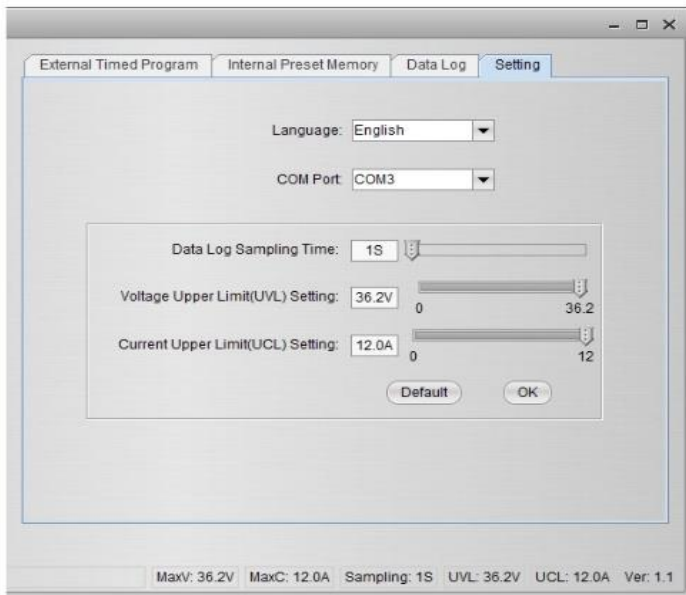 External Timed Program Internal Preset Memory Data Log Setting
Language: English
COM Port: COM3
Data Log Sampling Time: 1S
Voltage Upper Limit(UVL) Setting: 36.2V
0 36.2
Current Upper Limit(UCL) Setting: 12.0A
0 12
Default OK
MaxV: 36.2V MaxC: 12.0A Sampling: 1S UVL: 36.2V UCL: 12.0A Ver: 1.1